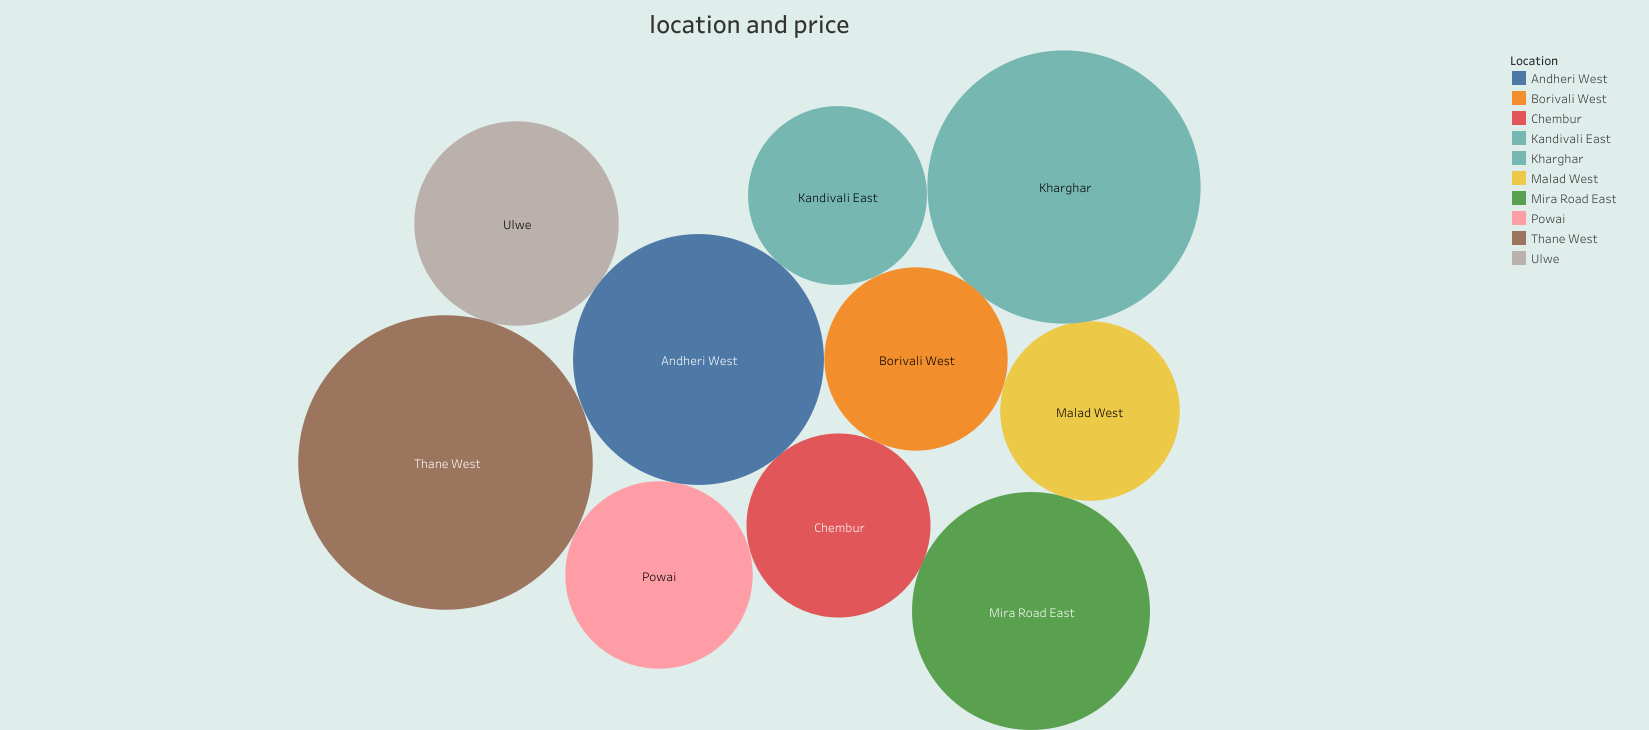 location and price
Location
Andheri West
Borivali West
Chembur
Kandivali East
Kharghar
Malad West
Mira Road East
Powai
Thane West
Ulwe
Kharghar
Kandivali East
Ulwe
Andheri West
Borivali West
Malad West
Thane West
Chembur
Powai
Mira Road East